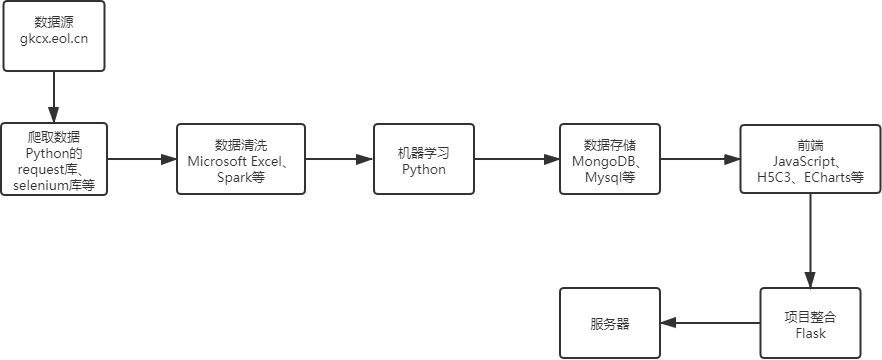 数据源
gkcx.eol.cn
爬取数据
Python的
request库、
selenium库等
数据清洗
Microsoft Excel、
Spark等
机器学习
Python
数据存储
MongoDB、
Mysql等
前端
JavaScript、
H5C3、ECharts等
服务器
项目整合
Flask